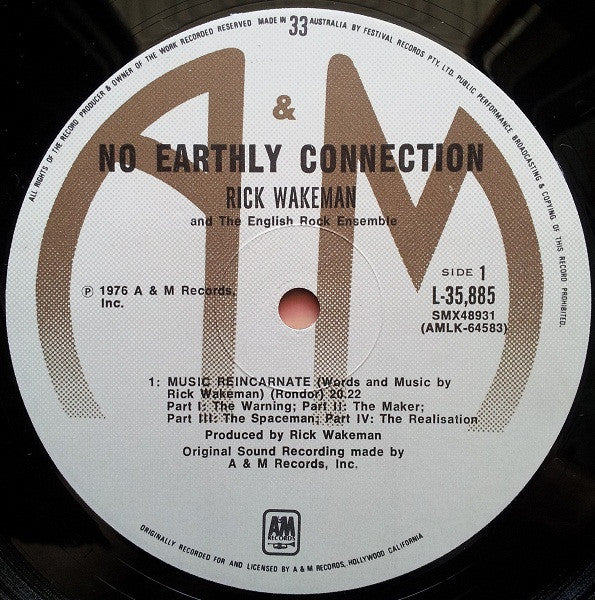 ALL RIGHTS OF THE RECORD PRODUCER & OWNER OF THE WORK RECORDED RESERVED MADE IN 33 AUSTRALIA BY FESTIVAL RECORDS PTY. LTD. PUBLIC PERFORMANCE BROADCASTING & COPYING OF THIS RECORD PROHIBITED.
A & M
NO EARTHLY CONNECTION
RICK WAKEMAN
and The English Rock Ensemble
SIDE 1
L-35,885
SMX48931
(AMLK-64583)
℗ 1976 A & M Records,
Inc.
1: MUSIC REINCARNATE (Words and Music by
Rick Wakeman) (Rondor) 20.22
Part I: The Warning; Part II: The Maker;
Part III: The Spaceman; Part IV: The Realisation
Produced by Rick Wakeman
Original Sound Recording made by
A & M Records, Inc.
A&M
RECORDS
ORIGINALLY RECORDED FOR AND LICENSED BY A & M RECORDS, HOLLYWOOD CALIFORNIA